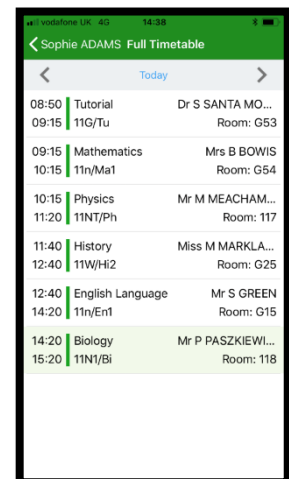 vodafone UK 4G 14:38
Sophie ADAMS Full Timetable
Today
08:50 Tutorial Dr S SANTA MO...
09:15 11G/Tu Room: G53
09:15 Mathematics Mrs B BOWIS
10:15 11n/Ma1 Room: G54
10:15 Physics Mr M MEACHAM...
11:20 11NT/Ph Room: 117
11:40 History Miss M MARKLA...
12:40 11W/Hi2 Room: G25
12:40 English Language Mr S GREEN
14:20 11n/En1 Room: G15
14:20 Biology Mr P PASZKIEWI...
15:20 11N1/Bi Room: 118